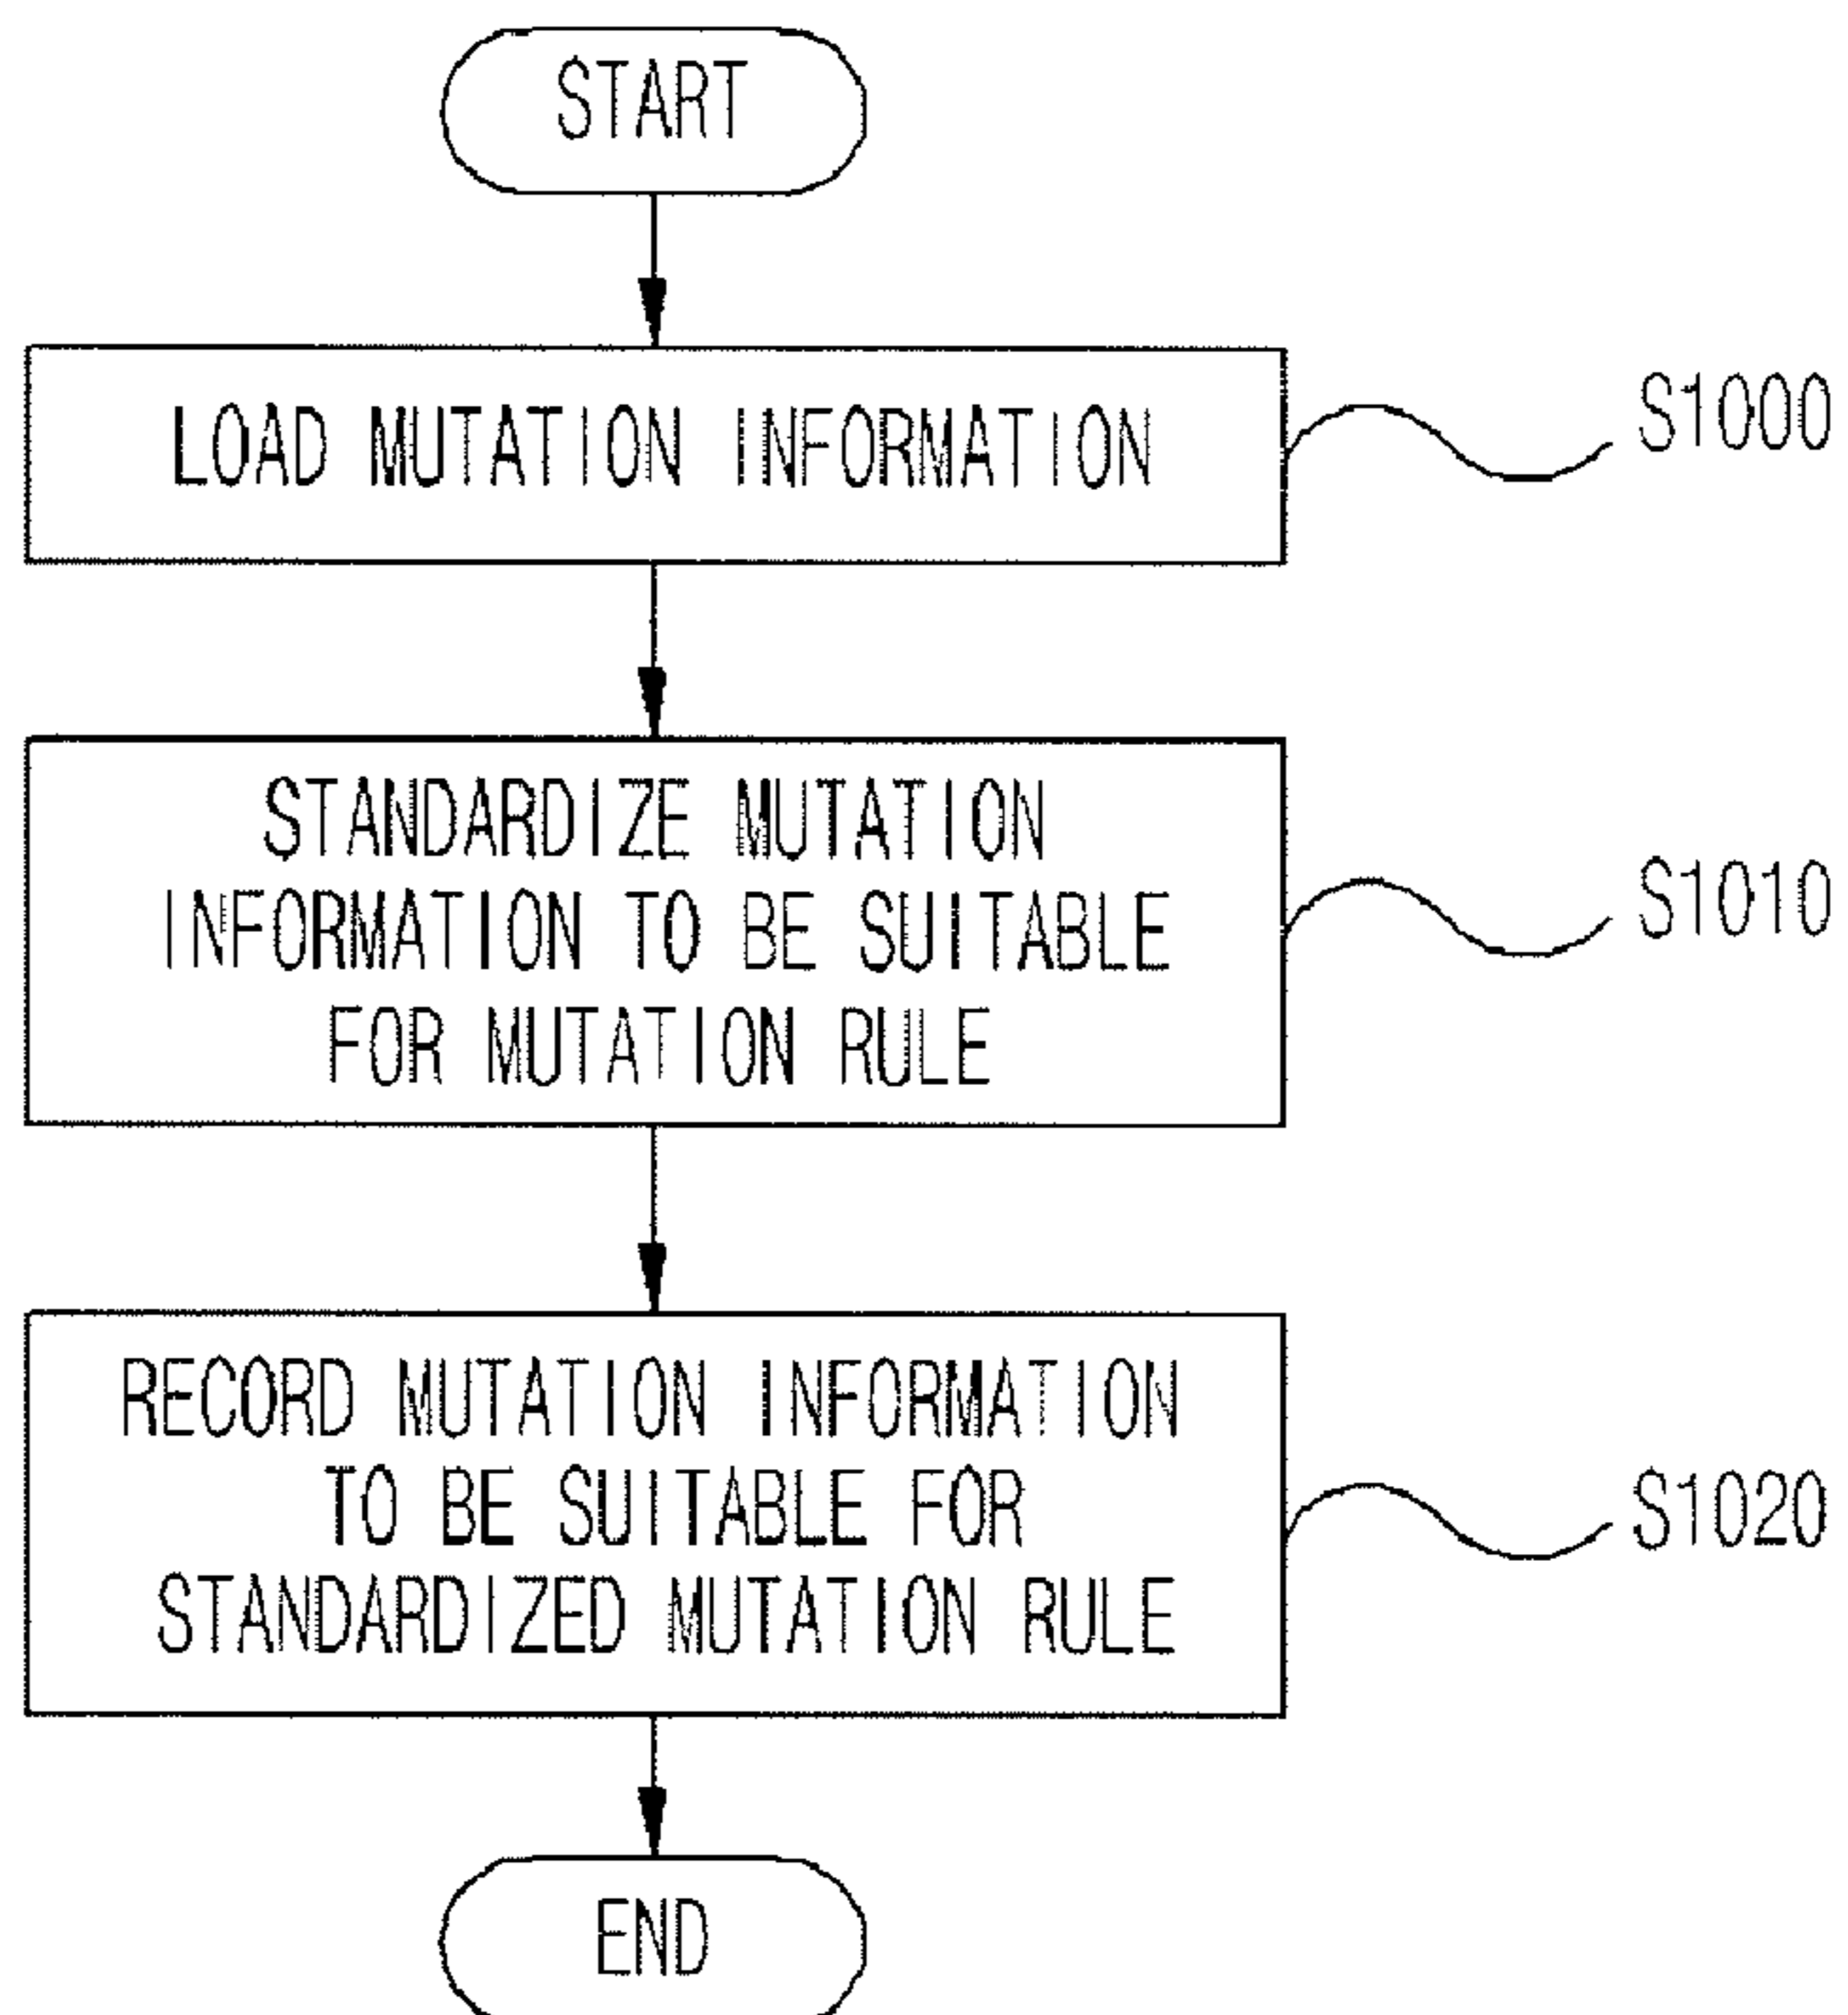 START
LOAD MUTATION INFORMATION
S1000
STANDARDIZE MUTATION
INFORMATION TO BE SUITABLE
FOR MUTATION RULE
S1010
RECORD MUTATION INFORMATION
TO BE SUITABLE FOR
STANDARDIZED MUTATION RULE
S1020
END